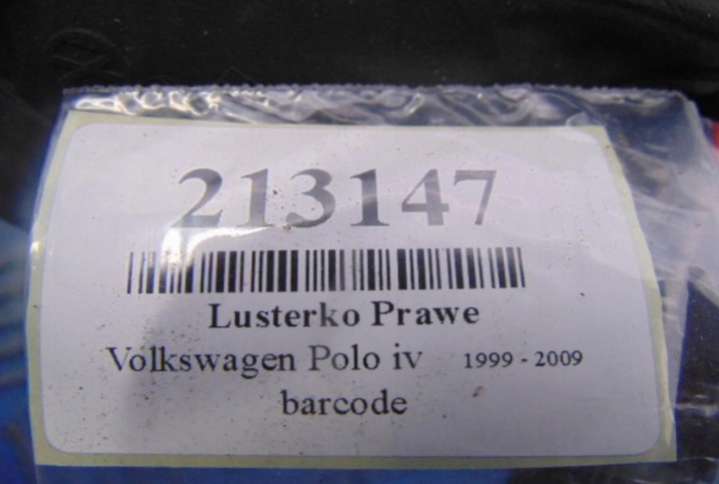 213147
Lusterko Prawe
Volkswagen Polo iv 1999 - 2009
barcode